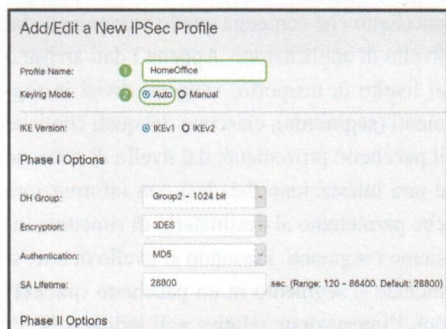 Add/Edit a New IPSec Profile
Profile Name: 1 HomeOffice
Keying Mode: 2 Auto Manual
IKE Version: IKEv1 IKEv2
Phase I Options
DH Group: Group2 - 1024 bit
Encryption: 3DES
Authentication: MD5
SA Lifetime: 28800 sec. (Range: 120 - 86400. Default: 28800)
Phase II Options